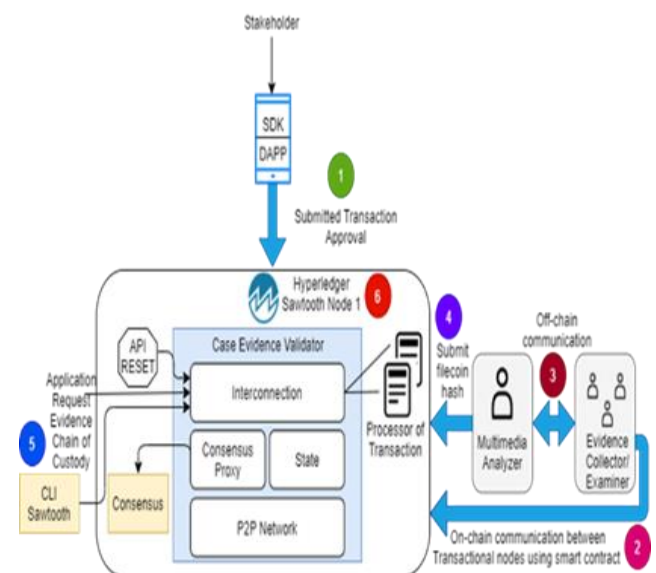 Stakeholder
SDK
DAPP
1
Submitted Transaction
Approval
Hyperledger
Sawtooth Node 1
6
API
RESET
Case Evidence Validator
Interconnection
Consensus
Proxy
State
P2P Network
Processor of
Transaction
Application
Request
Evidence
Chain of
Custody
5
CLI
Sawtooth
Consensus
4
Submit
filecoin
hash
Off-chain
communication
3
Multimedia
Analyzer
Evidence
Collector/
Examiner
On-chain communication between
Transactional nodes using smart contract
2